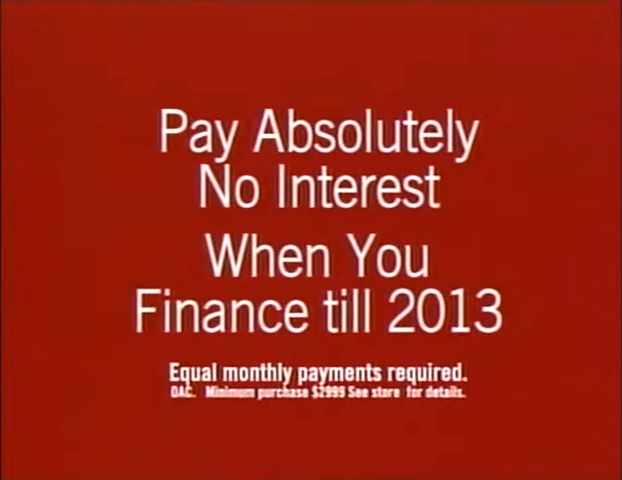 Pay Absolutely
No Interest
When You
Finance till 2013
Equal monthly payments required.
OAC. Minimum purchase $2999 See store for details.